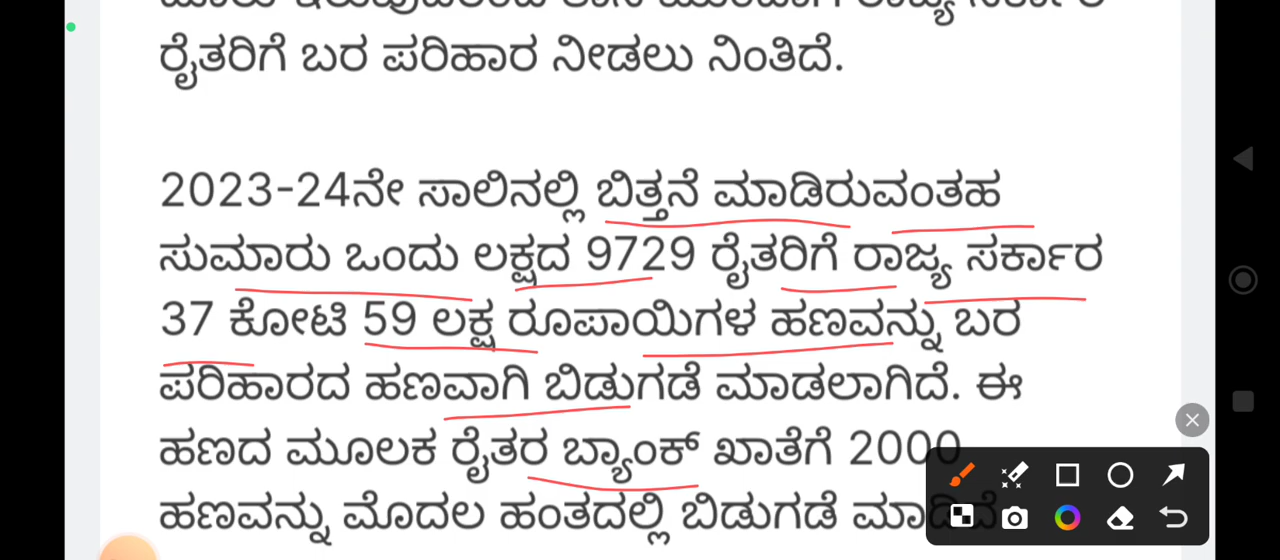 ರೈತರಿಗೆ ಬರ ಪರಿಹಾರ ನೀಡಲು ನಿಂತಿದೆ.
2023-24ನೇ ಸಾಲಿನಲ್ಲಿ ಬಿತ್ತನೆ ಮಾಡಿರುವಂತಹ
ಸುಮಾರು ಒಂದು ಲಕ್ಷದ 9729 ರೈತರಿಗೆ ರಾಜ್ಯ ಸರ್ಕಾರ
37 ಕೋಟಿ 59 ಲಕ್ಷ ರೂಪಾಯಿಗಳ ಹಣವನ್ನು ಬರ
ಪರಿಹಾರದ ಹಣವಾಗಿ ಬಿಡುಗಡೆ ಮಾಡಲಾಗಿದೆ. ಈ
ಹಣದ ಮೂಲಕ ರೈತರ ಬ್ಯಾಂಕ್ ಖಾತೆಗೆ 2000
ಹಣವನ್ನು ಮೊದಲ ಹಂತದಲ್ಲಿ ಬಿಡುಗಡೆ ಮಾಡಿದೆ